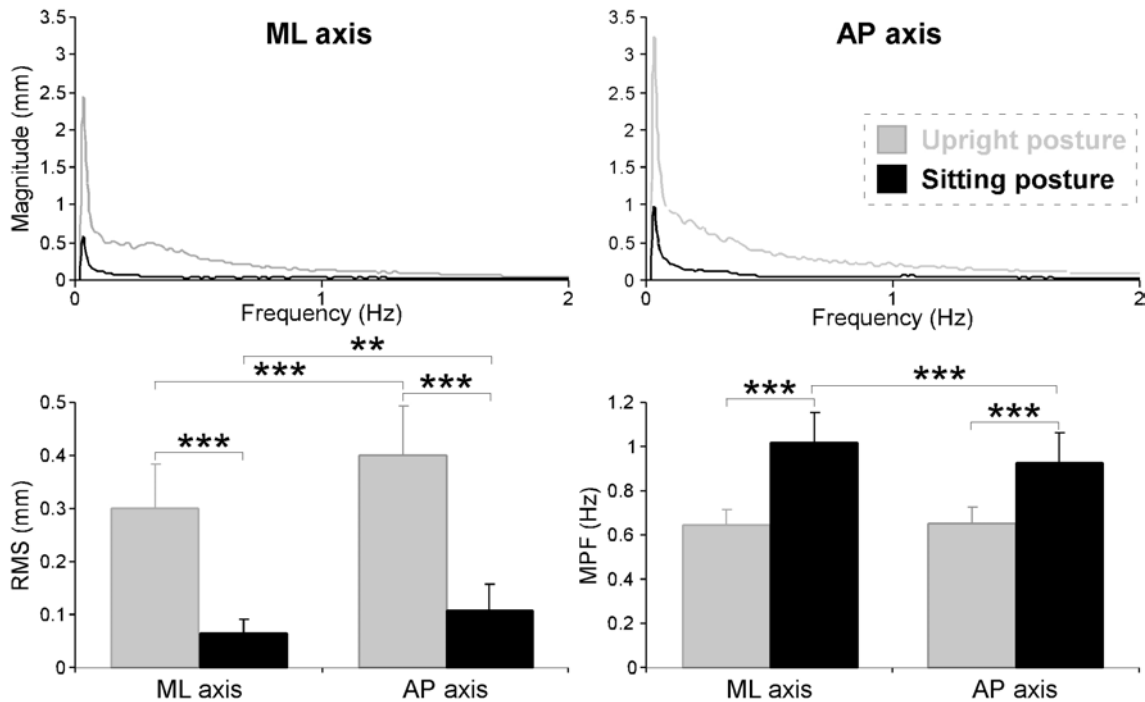 ML axis
3.5
3
2.5
2
1.5
1
0.5
0
Magnitude (mm)
0 1 2
Frequency (Hz)
AP axis
3.5
3
2.5
2
1.5
1
0.5
0
0 1 2
Frequency (Hz)
Upright posture
Sitting posture
**
***
***
***
0.5
0.4
0.3
0.2
0.1
0
RMS (mm)
ML axis AP axis
***
***
***
1.2
1
0.8
0.6
0.4
0.2
0
MPF (Hz)
ML axis AP axis